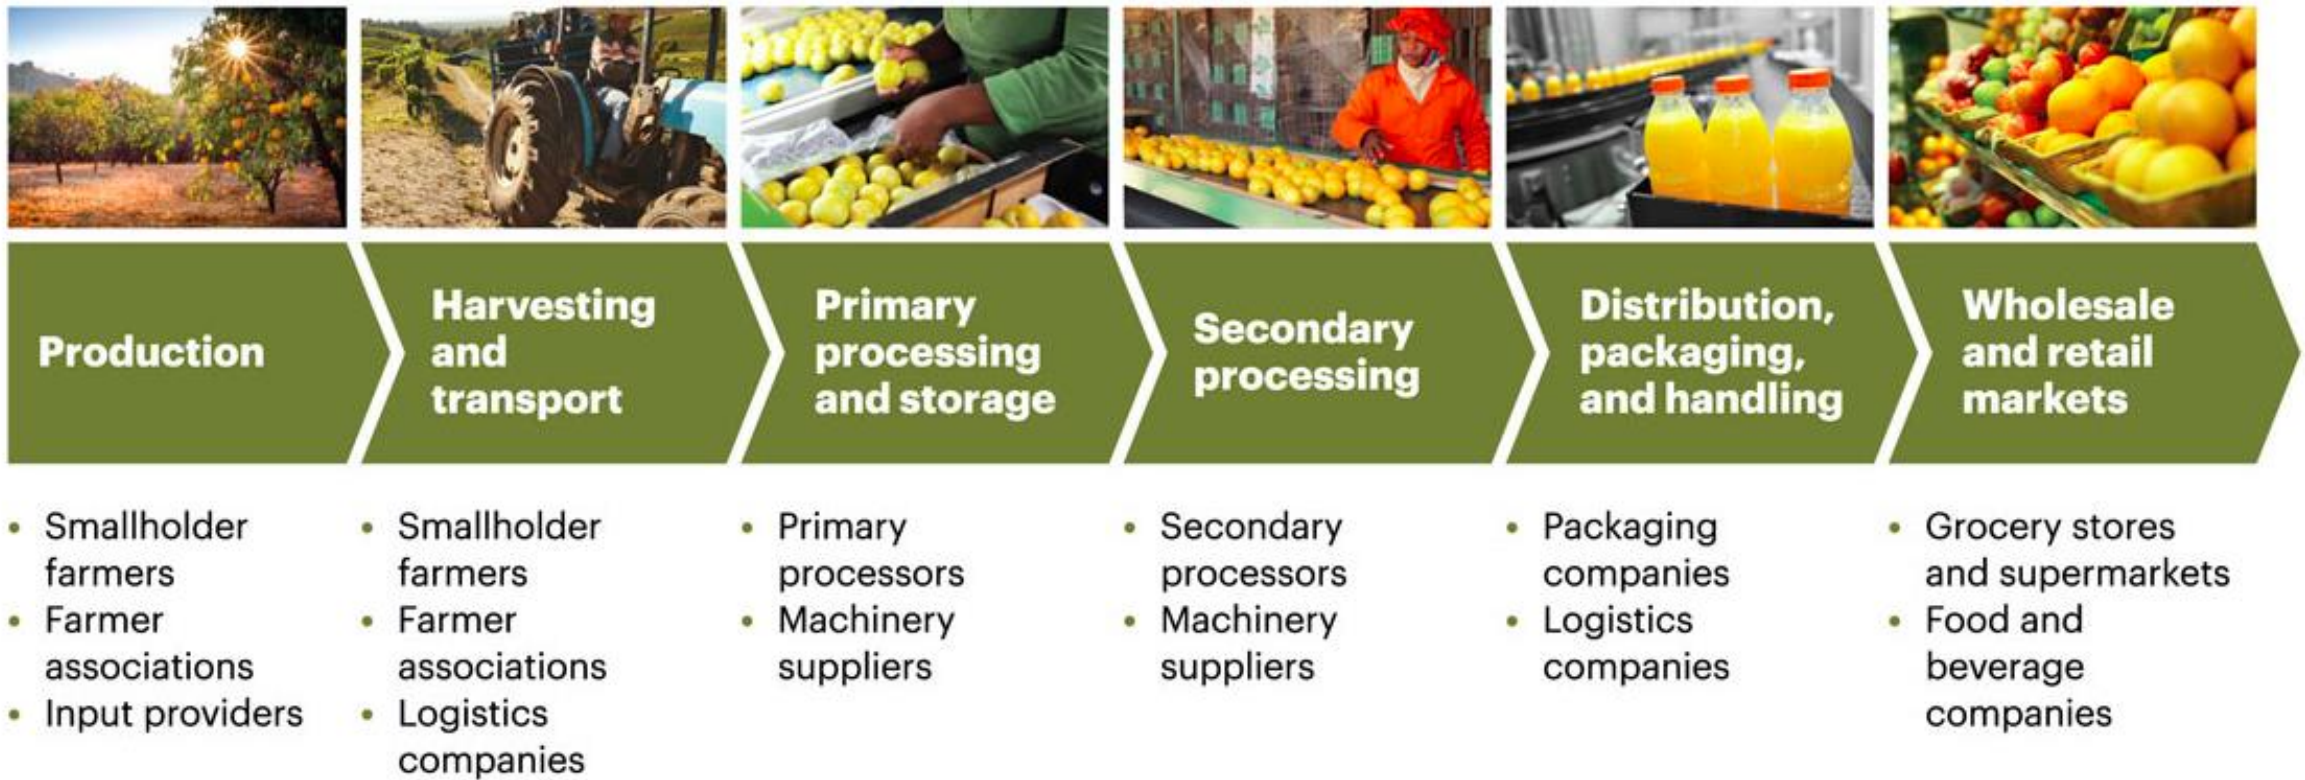 Production
Harvesting
and
transport
Primary
processing
and storage
Secondary
processing
Distribution,
packaging,
and handling
Wholesale
and retail
markets
• Smallholder
farmers
• Farmer
associations
• Input providers
• Smallholder
farmers
• Farmer
associations
• Logistics
companies
• Primary
processors
• Machinery
suppliers
• Secondary
processors
• Machinery
suppliers
• Packaging
companies
• Logistics
companies
• Grocery stores
and supermarkets
• Food and
beverage
companies